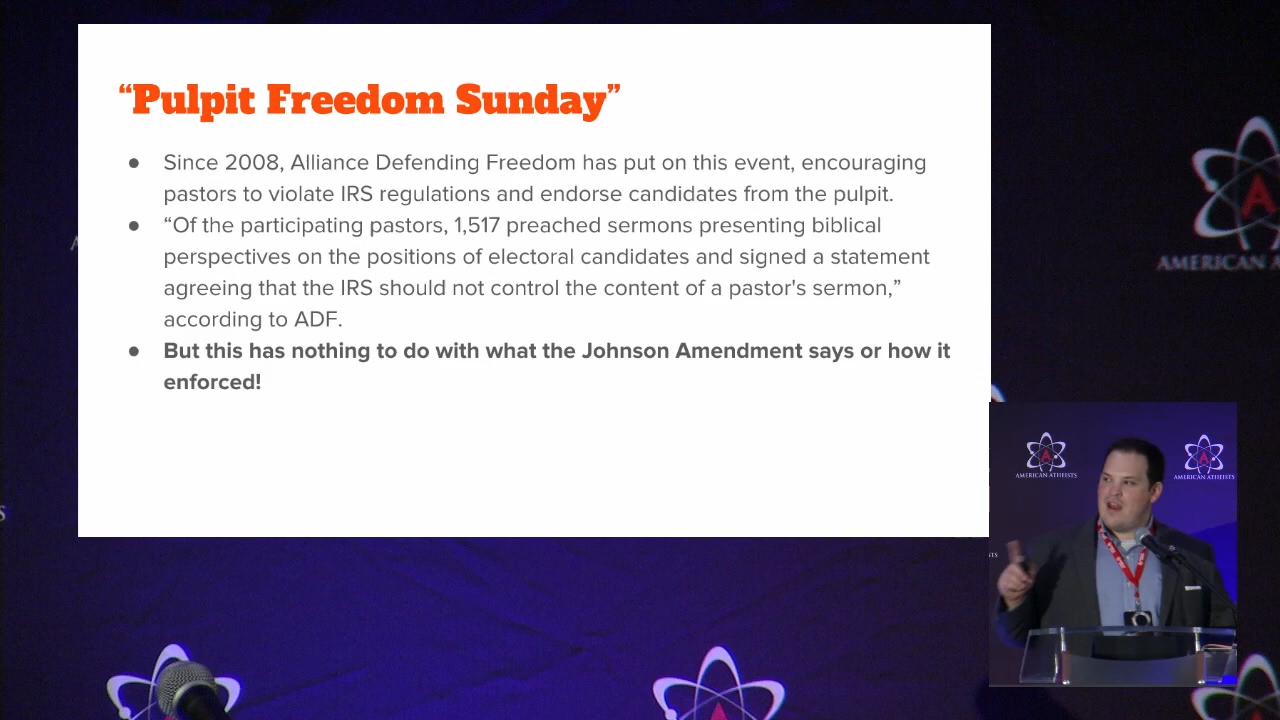 “Pulpit Freedom Sunday”
● Since 2008, Alliance Defending Freedom has put on this event, encouraging
pastors to violate IRS regulations and endorse candidates from the pulpit.
● “Of the participating pastors, 1,517 preached sermons presenting biblical
perspectives on the positions of electoral candidates and signed a statement
agreeing that the IRS should not control the content of a pastor's sermon,”
according to ADF.
● But this has nothing to do with what the Johnson Amendment says or how it
enforced!
A
AMERICAN A
A
AMERICAN ATHEISTS
A
AMERICAN ATHEISTS